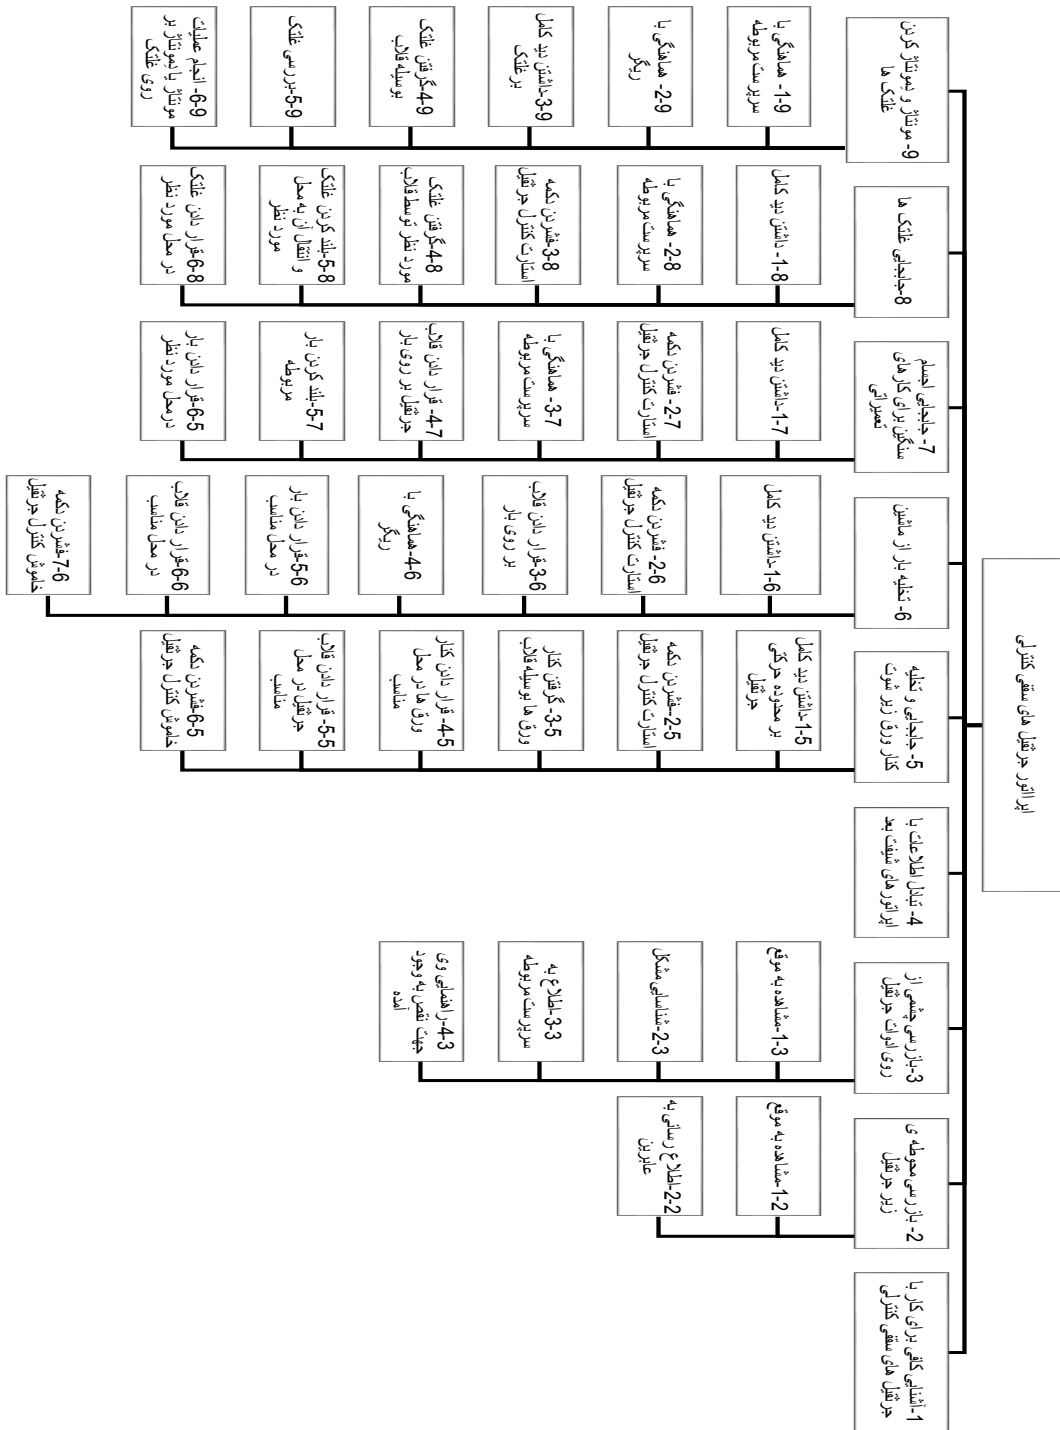 اپراتور جرثقیل های سقفی کنترلی
1-آشنایی کافی برای کار با
جرثقیل های سقفی کنترلی
2- بازرسی محوطه ی
زیر جرثقیل
1-2-مشاهده به موقع
2-2-اطلاع رسانی به
عابرین
3-بازرسی چشمی از
روی ادوات جرثقیل
1-3-مشاهده به موقع
2-3-شناسایی مشکل
3-3-اطلاع به
سرپرست مربوطه
4-3-راهنمایی وی
جهت نقص به وجود
آمده
4- تبادل اطلاعات با
اپراتورهای شیفت بعد
5- جابجایی و تخلیه
کنار ورق زیر شوت
1-5-داشتن دید کامل
بر محدوده حرکتی
جرثقیل
2-5-فشردن دکمه
استارت کنترل جرثقیل
3-5- گرفتن کنار
ورق ها بوسیله قلاب
4-5- قرار دادن کنار
ورق ها در محل
مناسب
5-5- قرار دادن قلاب
جرثقیل در محل
مناسب
6-5-فشردن دکمه
خاموش کنترل جرثقیل
6- تخلیه بار از ماشین
1-6-داشتن دید کامل
2-6- فشردن دکمه
استارت کنترل جرثقیل
3-6-قرار دادن قلاب
بر روی بار
4-6-هماهنگی با
ریگر
5-6-قرار دادن بار
در محل مناسب
6-6-قرار دادن قلاب
در محل مناسب
7-6-فشردن دکمه
خاموش کنترل جرثقیل
7- جابجایی اجسام
سنگین برای کارهای
تعمیراتی
1-7-داشتن دید کامل
2-7- فشردن دکمه
استارت کنترل جرثقیل
3-7- هماهنگی با
سرپرست مربوطه
4-7- قرار دادن قلاب
جرثقیل بر روی بار
5-7-بلند کردن بار
مربوطه
6-5-قرار دادن بار
درمحل مورد نظر
8-جابجایی غلتک ها
1-8- داشتن دید کامل
2-8- هماهنگی با
سرپرست مربوطه
3-8-فشردن دکمه
استارت کنترل جرثقیل
4-8-گرفتن غلتک
مورد نظر توسط قلاب
5-8-بلند کردن غلتک
و انتقال آن به محل
مورد نظر
6-8-قرار دادن غلتک
در محل مورد نظر
9- مونتاژ و دمونتاژ کردن
غلتک ها
1-9- هماهنگی با
سرپرست مربوطه
2-9- هماهنگی با
ریگر
3-9-داشتن دید کامل
بر غلتک
4-9-گرفتن غلتک
بوسیله قلاب
5-9-بررسی غلتک
6-9- انجام عملیات
مونتاژ یا دمونتاژ بر
روی غلتک